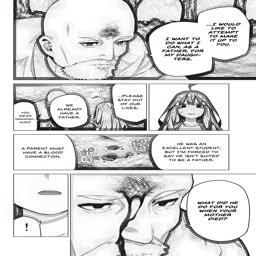 ...I WOULD
LIKE TO
ATTEMPT
TO MAKE
IT UP TO
YOU.
I WANT TO
DO WHAT I
CAN, AS A
FATHER, FOR
MY DAUGH-
TERS.
...PLEASE
STAY OUT
OF OUR
LIVES.
WE
ALREADY
HAVE A
FATHER.
YOU
MEAN
HE WAS AN
EXCELLENT STUDENT,
BUT I'M FORCED TO
SAY HE ISN'T SUITED
TO BE A FATHER.
A PARENT MUST
HAVE A BLOOD
CONNECTION.
WHAT DID HE
DO FOR YOU
WHEN YOUR
MOTHER
DIED?
!